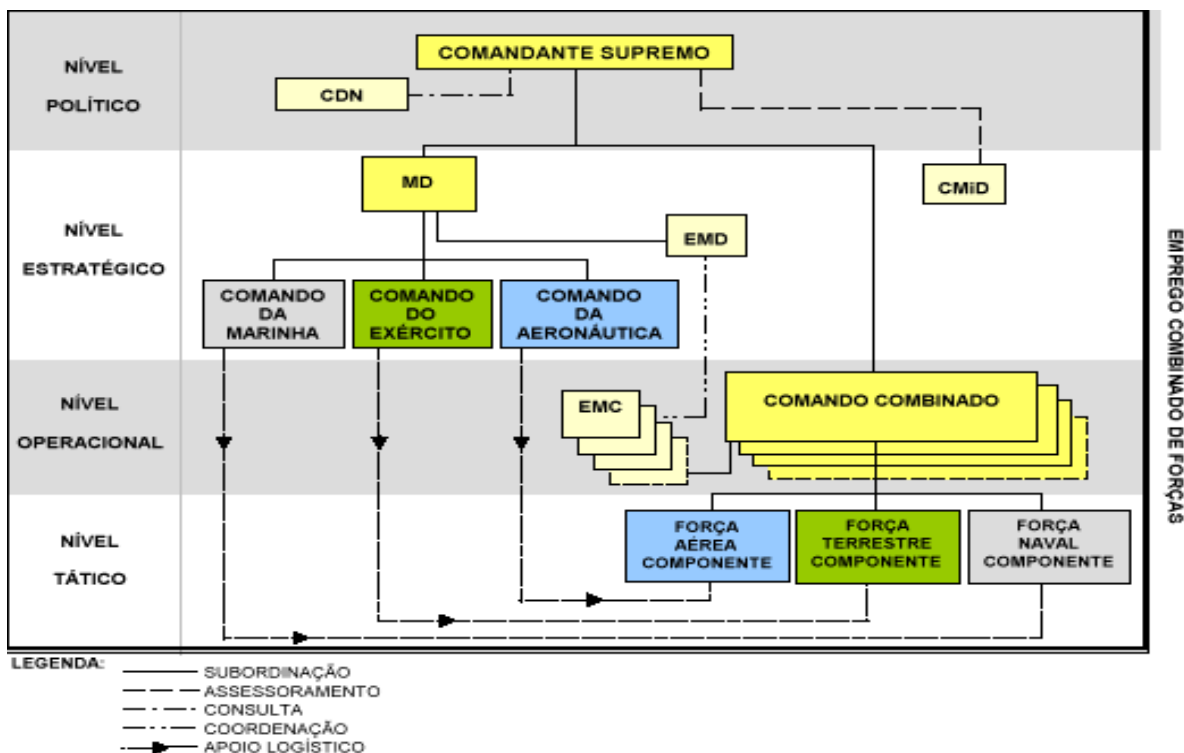 NÍVEL
POLÍTICO
COMANDANTE SUPREMO
CDN
CMiD
NÍVEL
ESTRATÉGICO
MD
EMD
COMANDO
DA
MARINHA
COMANDO
DO
EXÉRCITO
COMANDO
DA
AERONÁUTICA
NÍVEL
OPERACIONAL
EMC
COMANDO COMBINADO
NÍVEL
TÁTICO
FORÇA
AÉREA
COMPONENTE
FORÇA
TERRESTRE
COMPONENTE
FORÇA
NAVAL
COMPONENTE
EMPREGO COMBINADO DE FORÇAS
LEGENDA:
SUBORDINAÇÃO
ASSESSORAMENTO
CONSULTA
COORDENAÇÃO
APOIO LOGÍSTICO